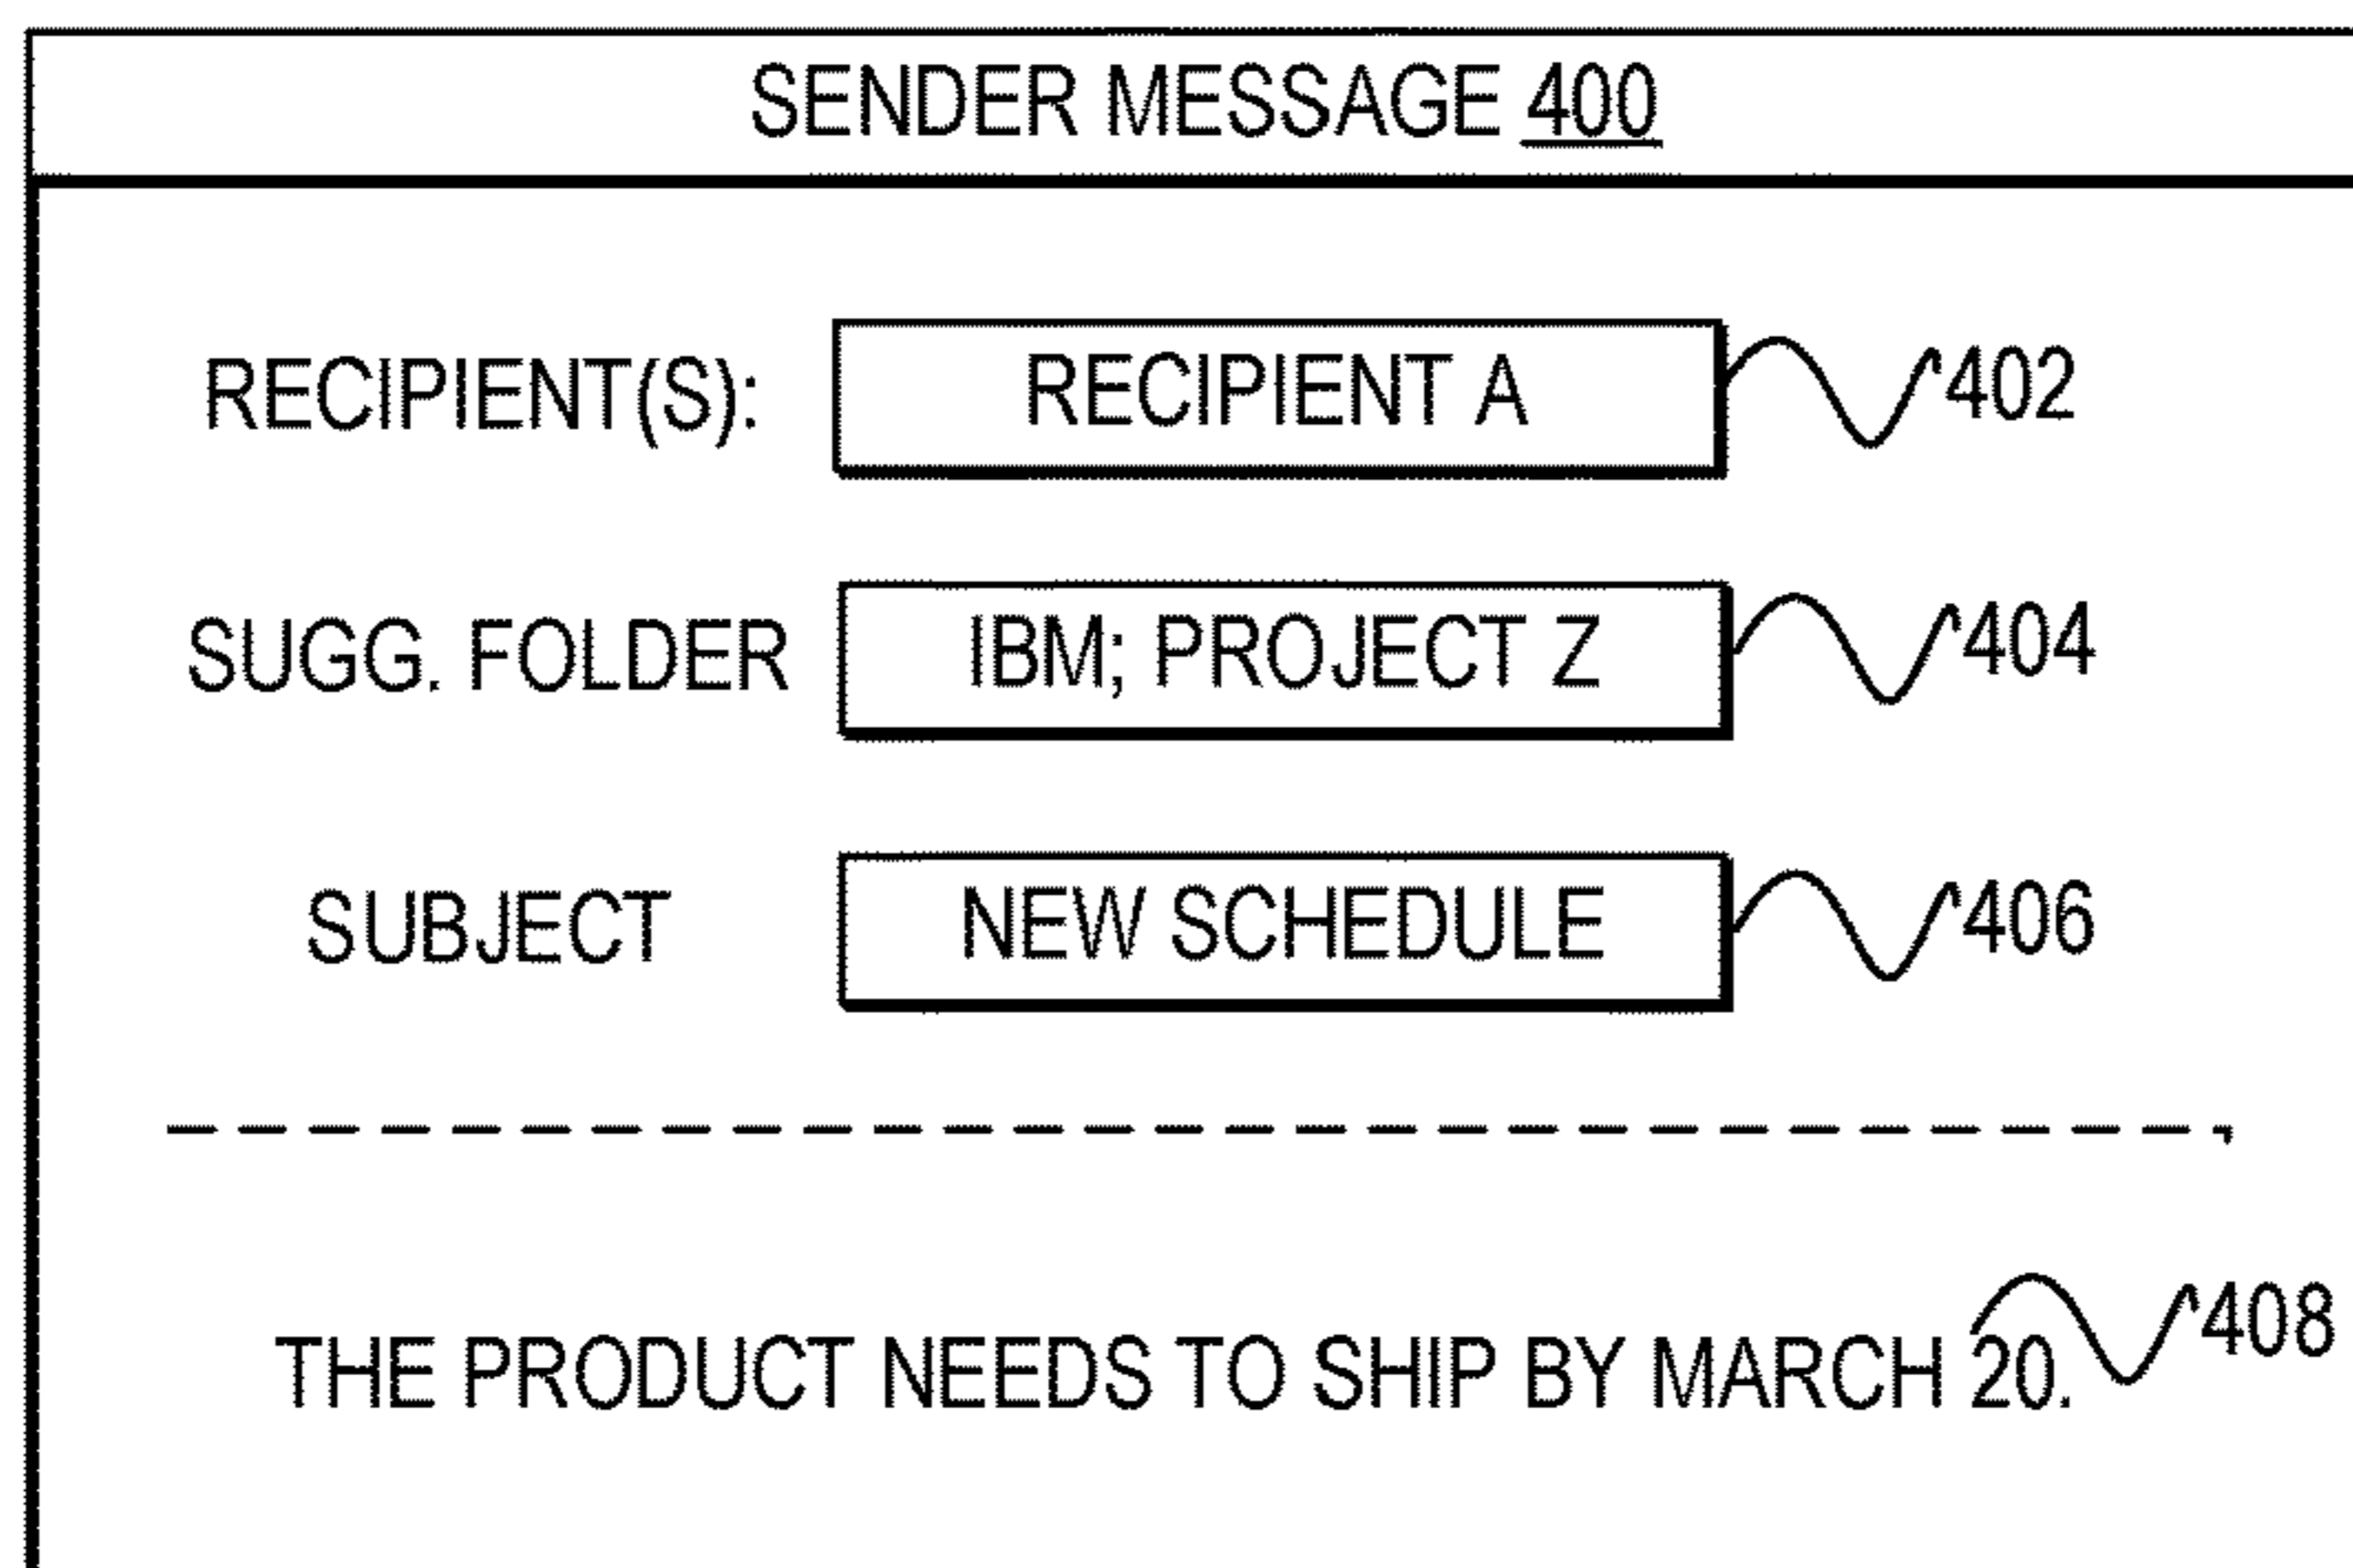 SENDER MESSAGE 400
RECIPIENT(S): RECIPIENT A 402
SUGG. FOLDER IBM; PROJECT Z 404
SUBJECT NEW SCHEDULE 406
THE PRODUCT NEEDS TO SHIP BY MARCH 20. 408